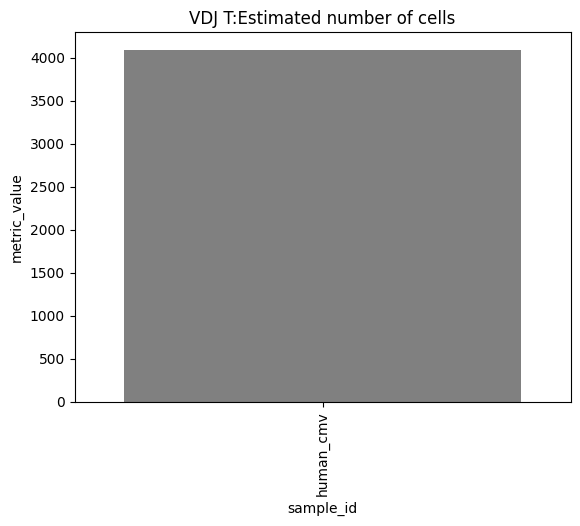 VDJ T:Estimated number of cells
metric_value
4000
3500
3000
2500
2000
1500
1000
500
0
human_cmv
sample_id